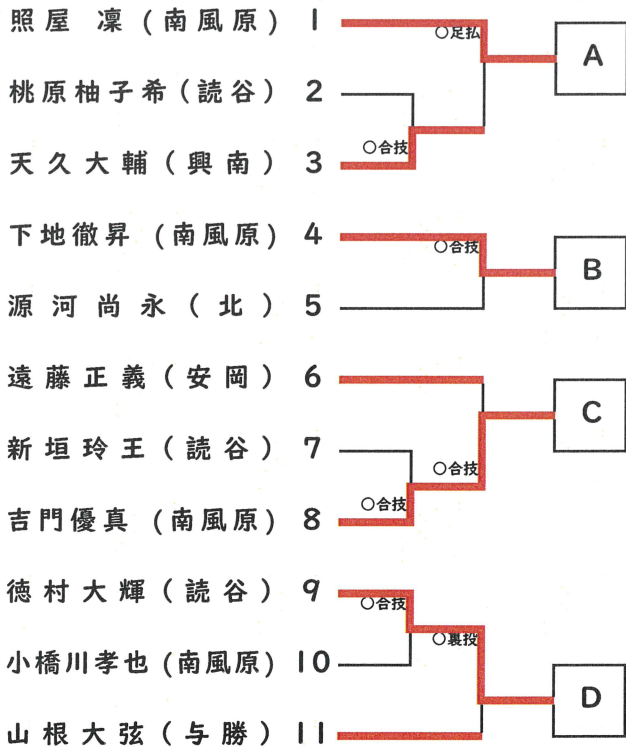 照屋 凜（南風原） 1
○足払
A
桃原柚子希（読谷） 2
○合技
天久大輔（興南） 3
下地徹昇（南風原） 4
○合技
B
源河尚永（北） 5
遠藤正義（安岡） 6
C
新垣玲王（読谷） 7
○合技
○合技
吉門優真（南風原） 8
徳村大輝（読谷） 9
○合技
○裏投
小橋川孝也（南風原） 10
D
山根大弦（与勝） 11